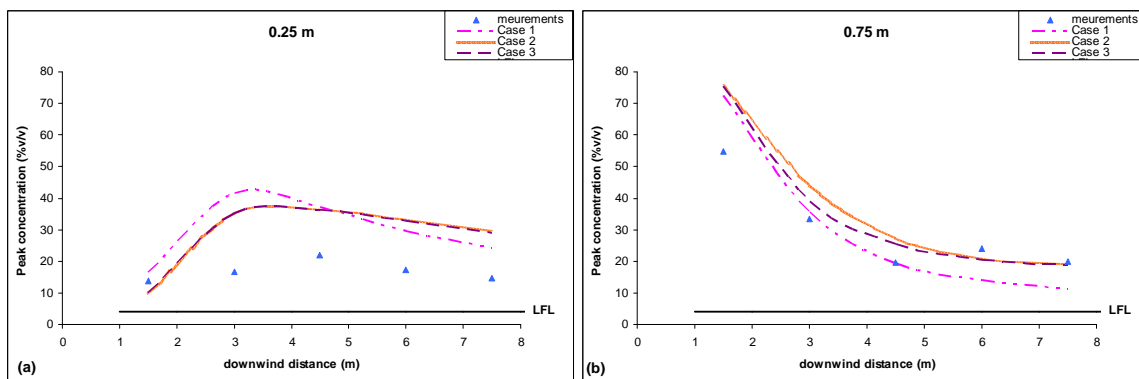 0.25 m
meurements
Case 1
Case 2
Case 3
Peak concentration (%v/v)
80
70
60
50
40
30
20
10
0
LFL
0 1 2 3 4 5 6 7 8
downwind distance (m)
(a)
0.75 m
meurements
Case 1
Case 2
Case 3
Peak concentration (%v/v)
80
70
60
50
40
30
20
10
0
LFL
0 1 2 3 4 5 6 7 8
downwind distance (m)
(b)